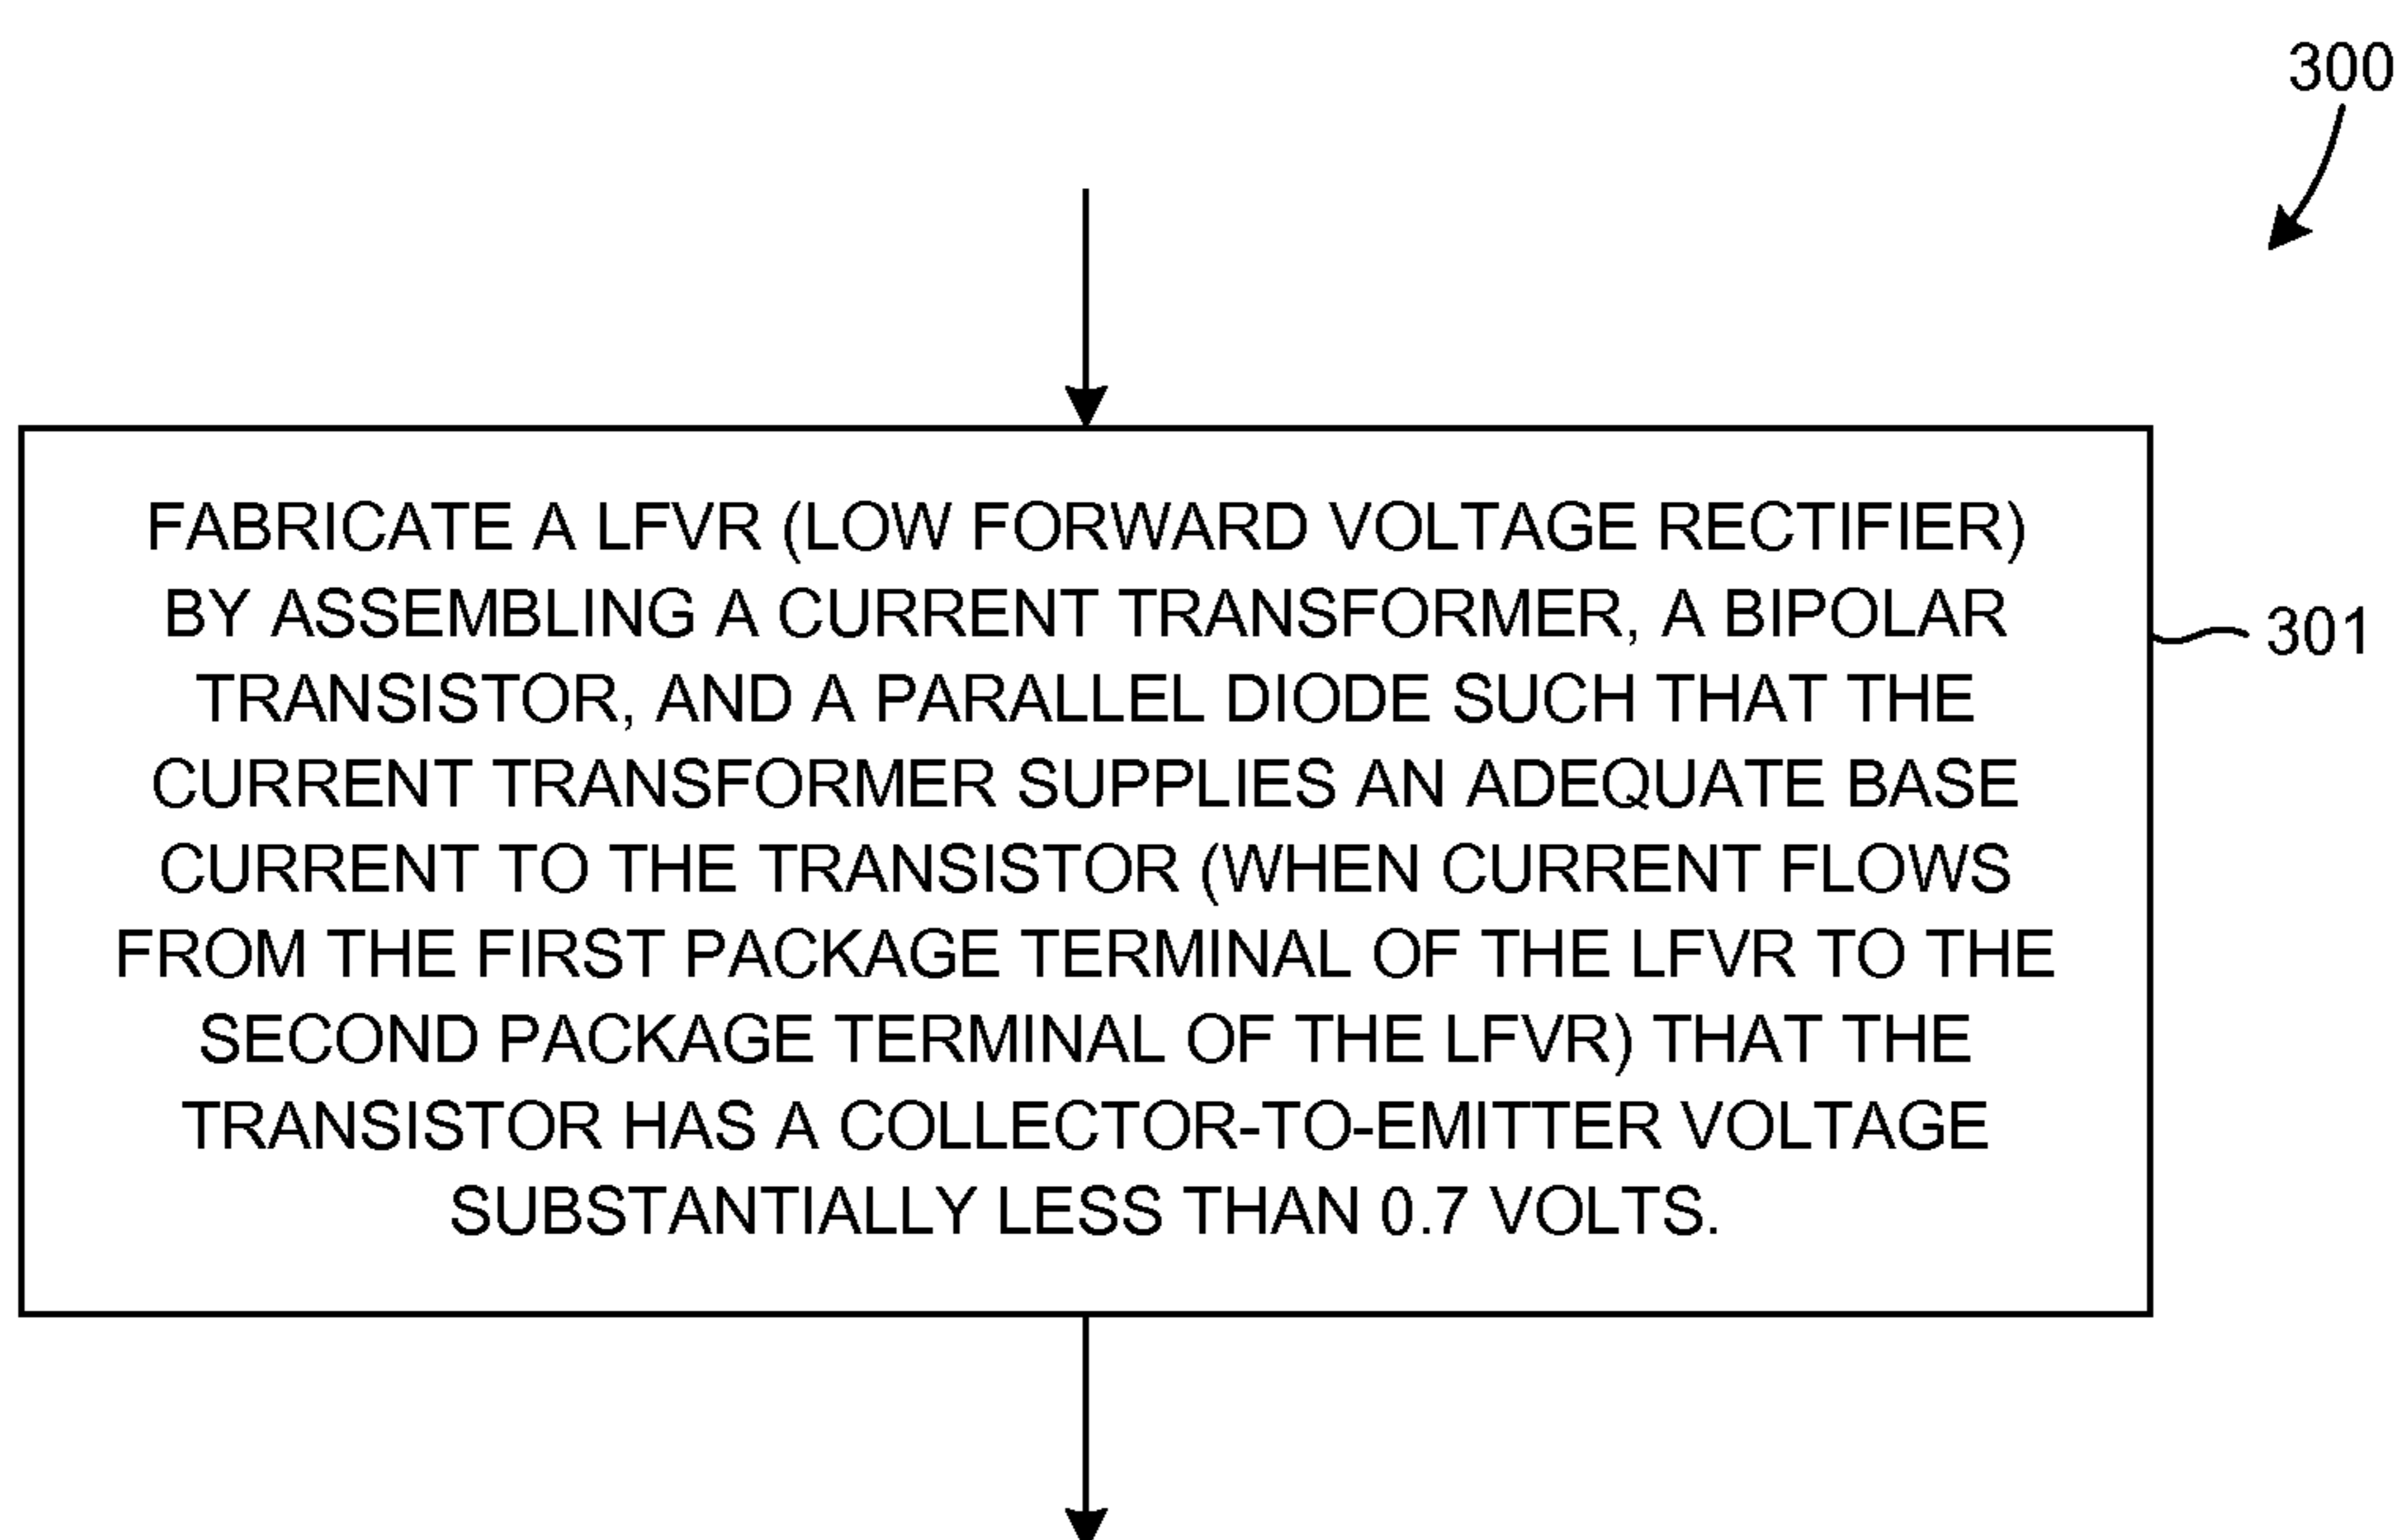 300
FABRICATE A LFVR (LOW FORWARD VOLTAGE RECTIFIER)
BY ASSEMBLING A CURRENT TRANSFORMER, A BIPOLAR
TRANSISTOR, AND A PARALLEL DIODE SUCH THAT THE
CURRENT TRANSFORMER SUPPLIES AN ADEQUATE BASE
CURRENT TO THE TRANSISTOR (WHEN CURRENT FLOWS
FROM THE FIRST PACKAGE TERMINAL OF THE LFVR TO THE
SECOND PACKAGE TERMINAL OF THE LFVR) THAT THE
TRANSISTOR HAS A COLLECTOR-TO-EMITTER VOLTAGE
SUBSTANTIALLY LESS THAN 0.7 VOLTS.
301